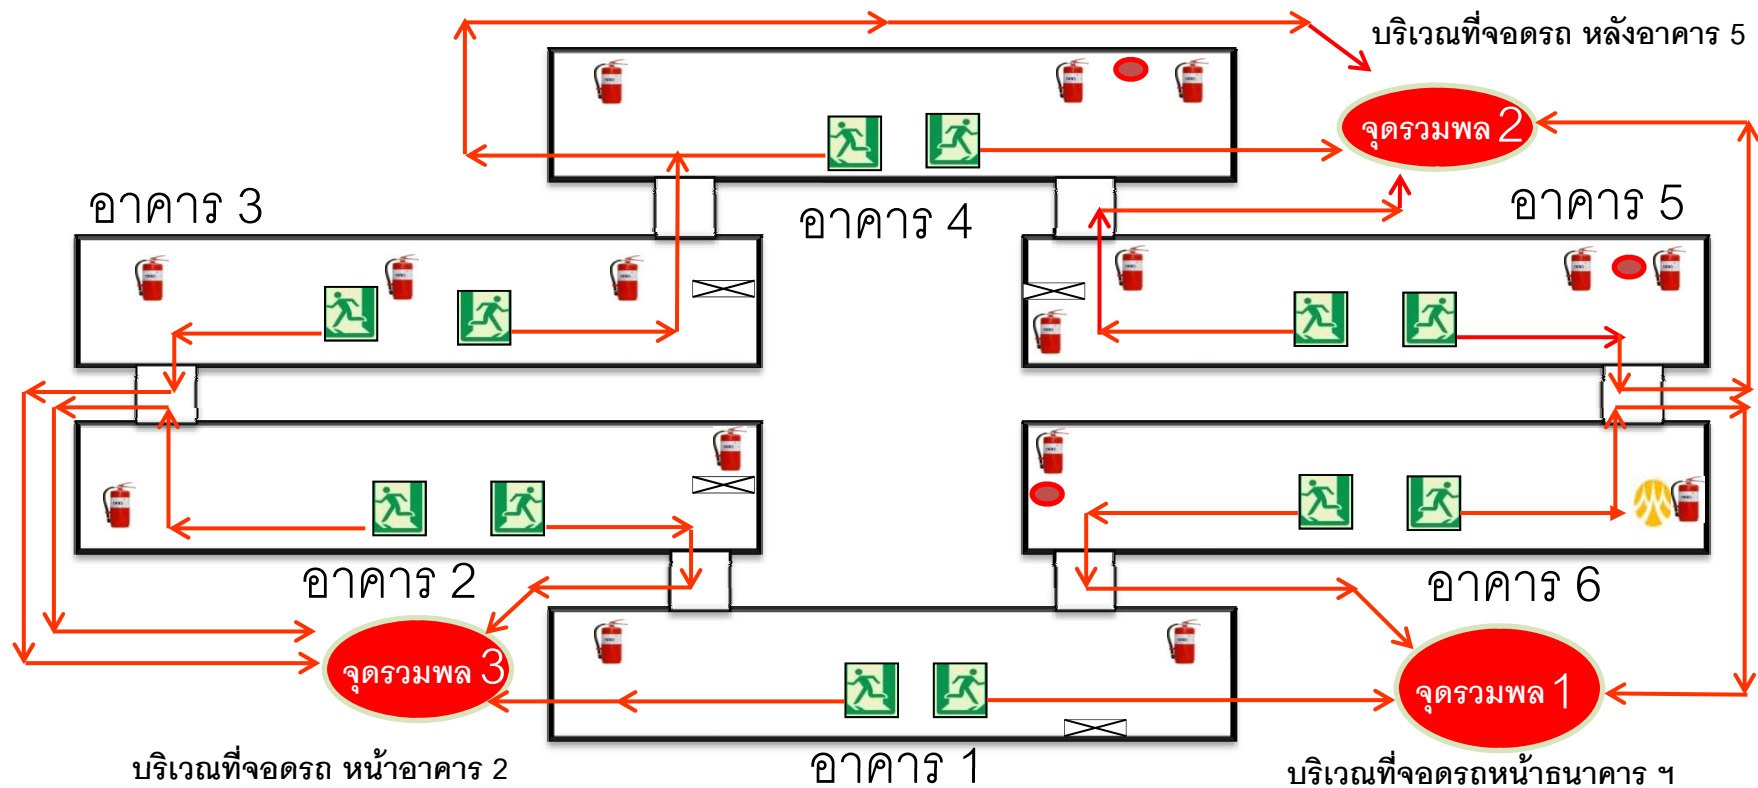 บริเวณที่จอดรถ หลังอาคาร 5
จุดรวมพล 2
อาคาร 3
อาคาร 4
อาคาร 5
อาคาร 2
อาคาร 6
จุดรวมพล 3
จุดรวมพล 1
บริเวณที่จอดรถ หน้าอาคาร 2
อาคาร 1
บริเวณที่จอดรถหน้าธนาคาร ฯ